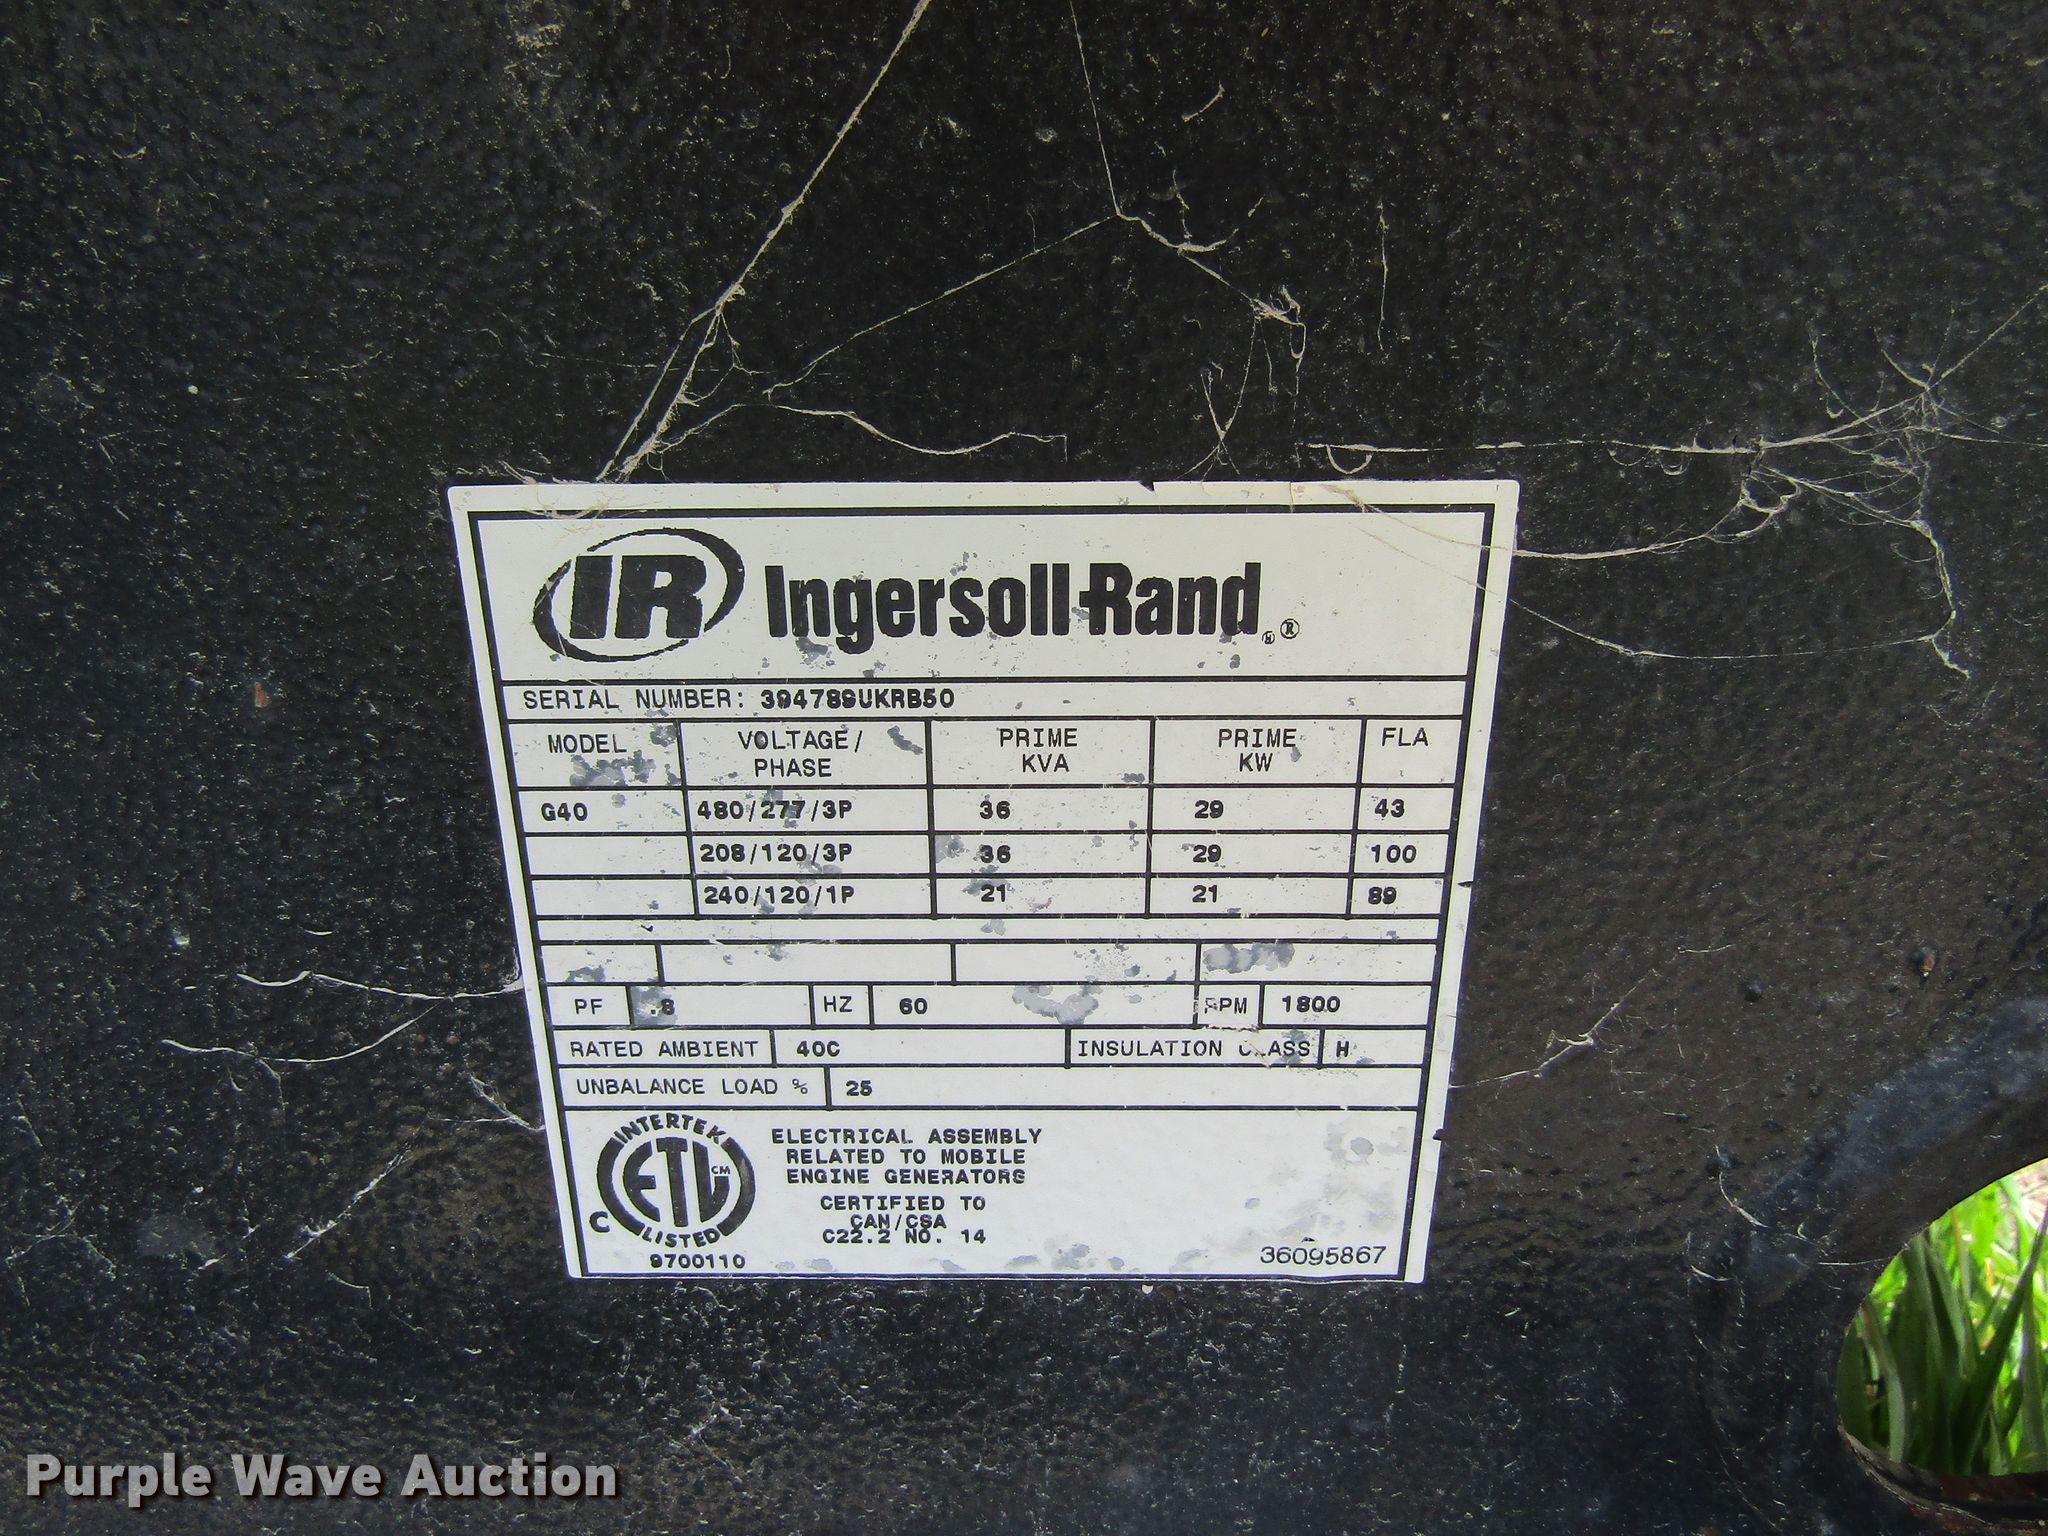 IR Ingersoll-Rand®
SERIAL NUMBER: 394789UKRB50
MODEL VOLTAGE/ PHASE PRIME KVA PRIME KW FLA
G40 480/277/3P 36 29 43
208/120/3P 36 29 100
240/120/1P 21 21 89
PF .8 HZ 60 RPM 1800
RATED AMBIENT 40C INSULATION CLASS H
UNBALANCE LOAD % 25
INTERTEK
ETL CM
LISTED
C
9700110
ELECTRICAL ASSEMBLY
RELATED TO MOBILE
ENGINE GENERATORS
CERTIFIED TO
CAN/CSA
C22.2 NO. 14
36095867
Purple Wave Auction